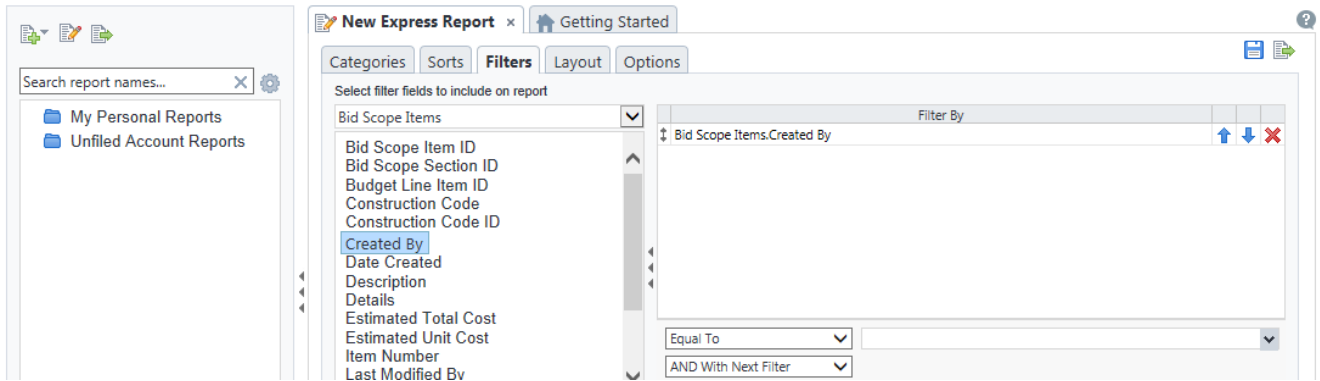 New Express Report × Getting Started
Categories Sorts Filters Layout Options
Search report names...
My Personal Reports
Unfiled Account Reports
Select filter fields to include on report
Bid Scope Items
Bid Scope Item ID
Bid Scope Section ID
Budget Line Item ID
Construction Code
Construction Code ID
Created By
Date Created
Description
Details
Estimated Total Cost
Estimated Unit Cost
Item Number
Last Modified By
Filter By
Bid Scope Items.Created By
Equal To
AND With Next Filter